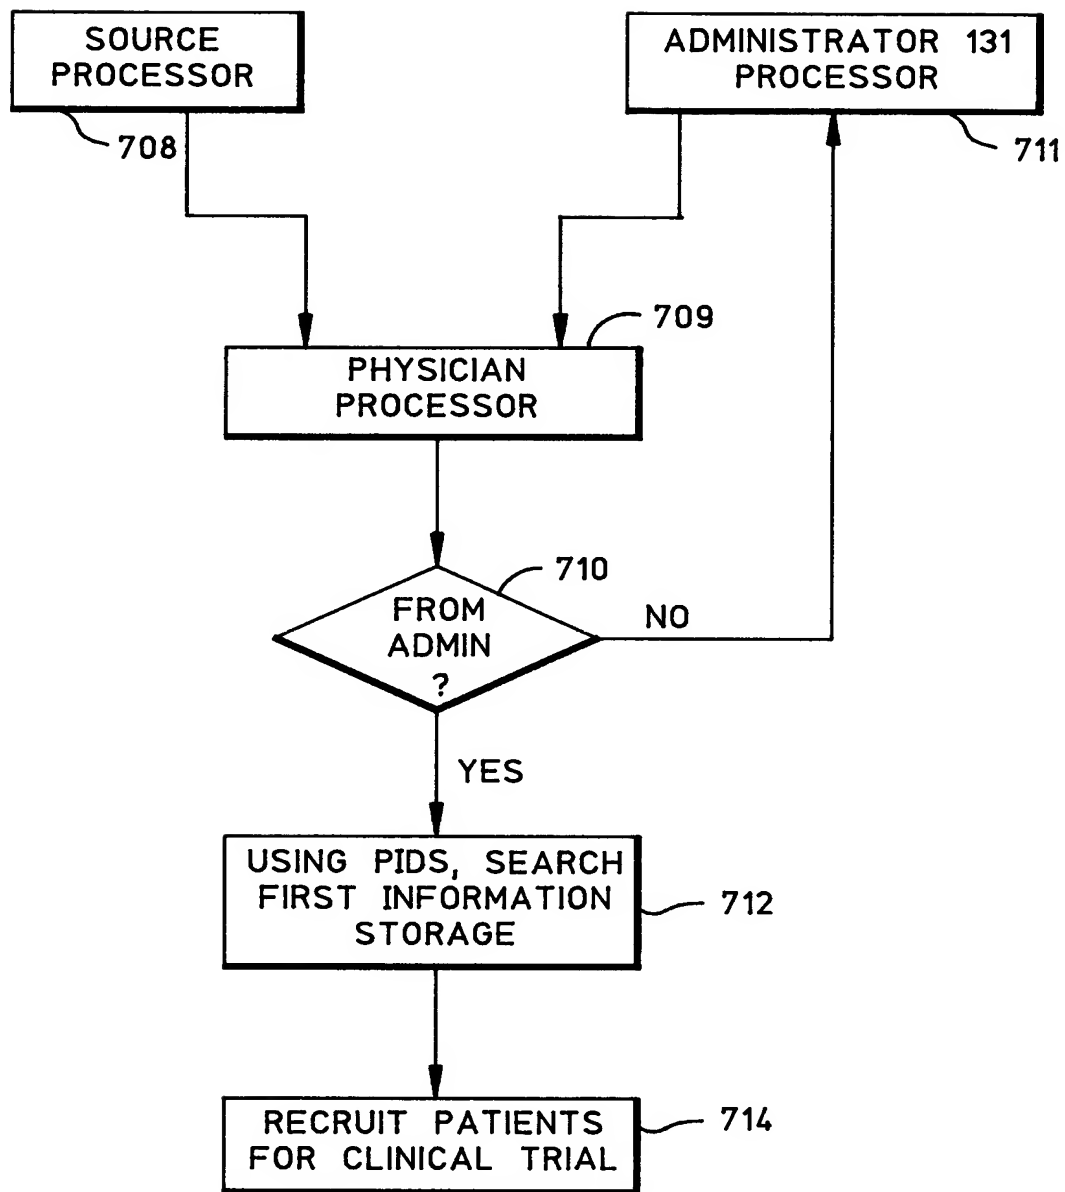 SOURCE
PROCESSOR
708
ADMINISTRATOR 131
PROCESSOR
711
709
PHYSICIAN
PROCESSOR
710
FROM
ADMIN
?
NO
YES
USING PIDS, SEARCH
FIRST INFORMATION
STORAGE
712
RECRUIT PATIENTS
FOR CLINICAL TRIAL
714